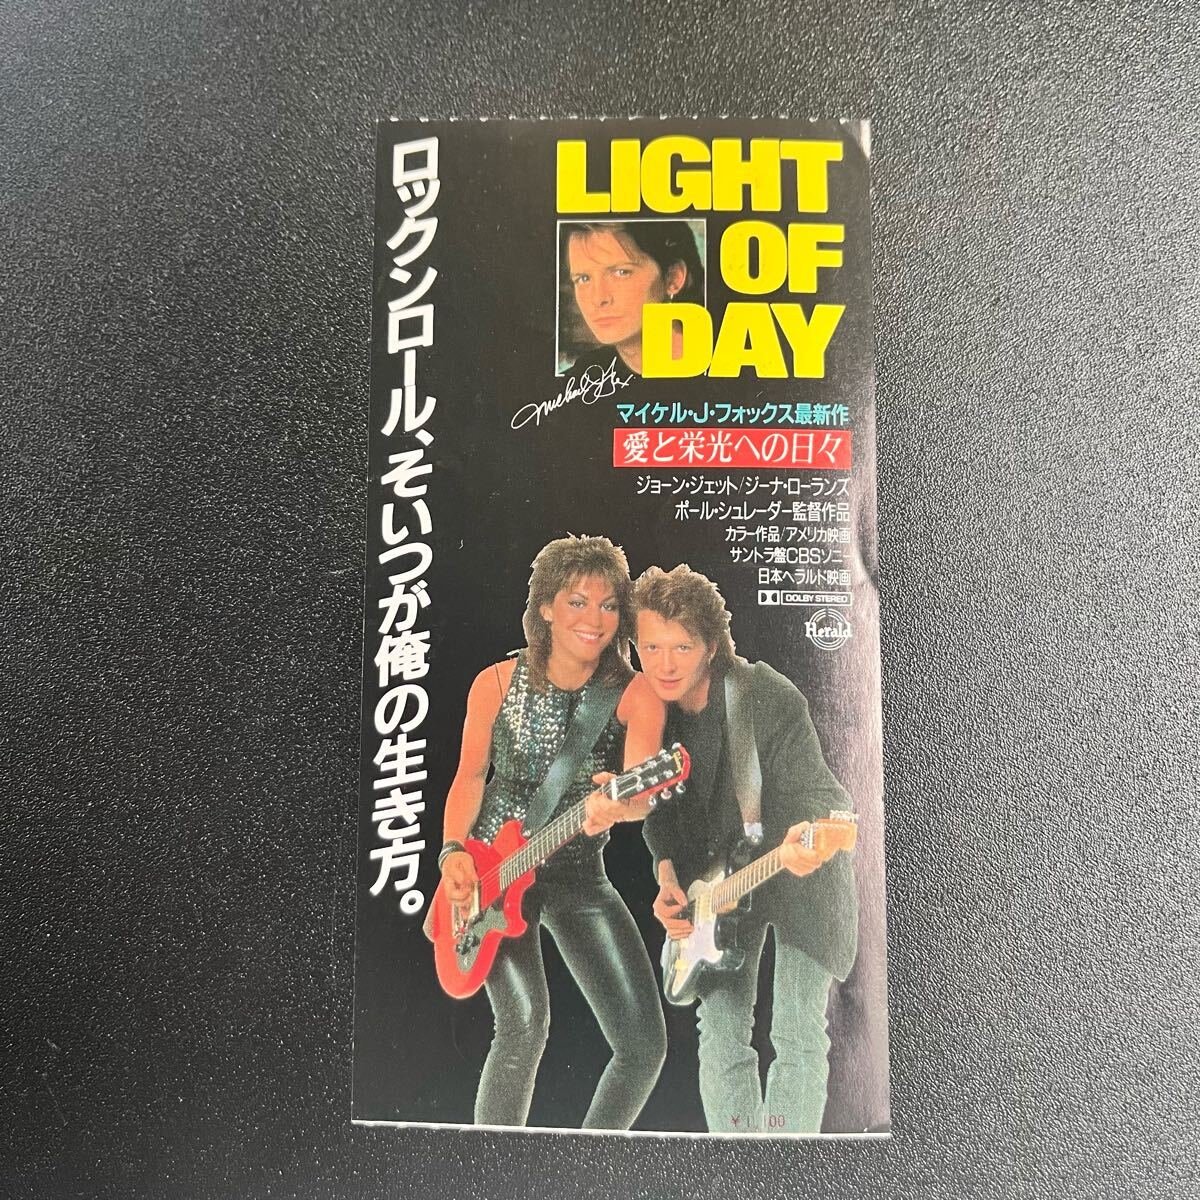 ロックンロール、そいつが俺の生き方。
LIGHT
OF
DAY
Michael J Fox
マイケル・J・フォックス最新作
愛と栄光への日々
ジョーン・ジェット/ジーナ・ローランズ
ポール・シュレーダー監督作品
カラー作品/アメリカ映画
サントラ盤CBSソニー
日本ヘラルド映画
DOLBY STEREO
Herald
¥1,100